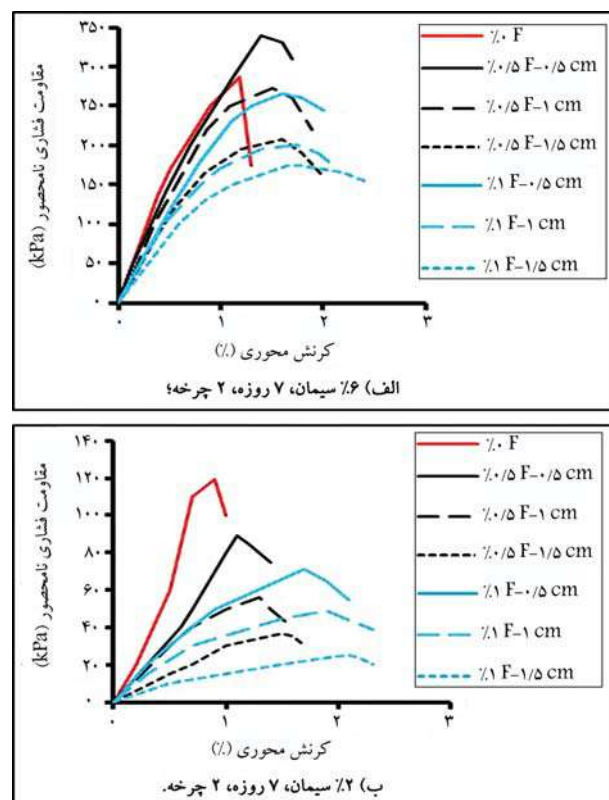 مقاومت فشاری نامحصور (kPa)
۳۵۰
۳۰۰
۲۵۰
۲۰۰
۱۵۰
۱۰۰
۵۰
۰
۰ ۱ ۲ ۳
کرنش محوری (٪)
٪۰ F
٪۰/۵ F-۰/۵ cm
٪۰/۵ F-۱ cm
٪۰/۵ F-۱/۵ cm
٪۱ F-۰/۵ cm
٪۱ F-۱ cm
٪۱ F-۱/۵ cm
الف) ۶٪ سیمان، ۷ روزه، ۲ چرخه؛
مقاومت فشاری نامحصور (kPa)
۱۴۰
۱۲۰
۱۰۰
۸۰
۶۰
۴۰
۲۰
۰
۰ ۱ ۲ ۳
کرنش محوری (٪)
٪۰ F
٪۰/۵ F-۰/۵ cm
٪۰/۵ F-۱ cm
٪۰/۵ F-۱/۵ cm
٪۱ F-۰/۵ cm
٪۱ F-۱ cm
٪۱ F-۱/۵ cm
ب) ۲٪ سیمان، ۷ روزه، ۲ چرخه.